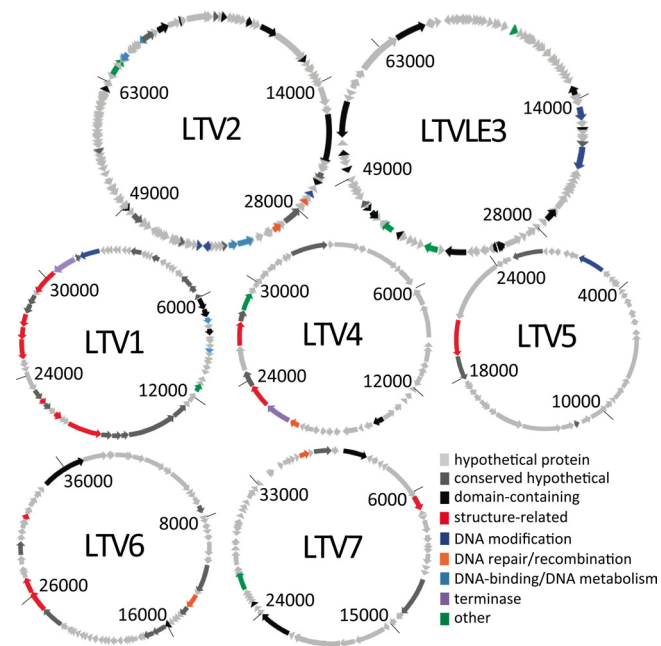 LTV2
14000
28000
49000
63000
LTVLE3
14000
28000
49000
63000
LTV1
6000
12000
24000
30000
LTV4
6000
12000
24000
30000
LTV5
4000
10000
18000
24000
LTV6
8000
16000
26000
36000
LTV7
6000
15000
24000
33000
hypothetical protein
conserved hypothetical
domain-containing
structure-related
DNA modification
DNA repair/recombination
DNA-binding/DNA metabolism
terminase
other